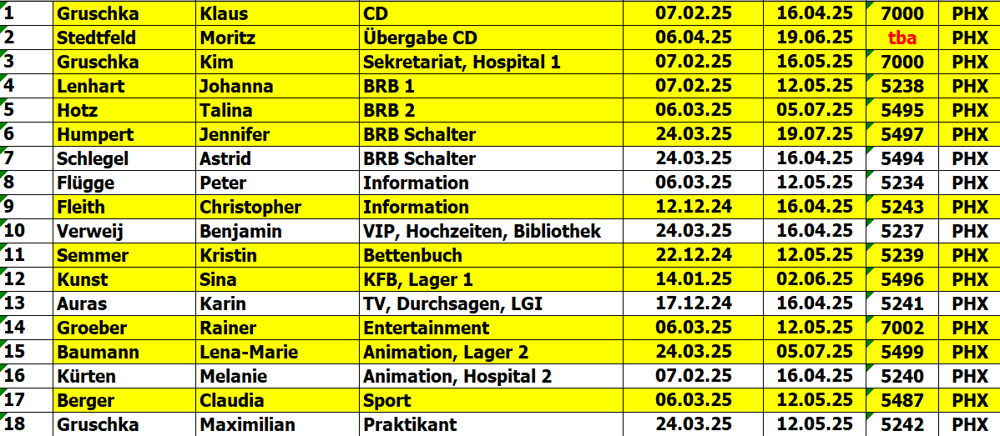 1 Gruschka Klaus CD 07.02.25 16.04.25 7000 PHX
2 Stedtfeld Moritz Übergabe CD 06.04.25 19.06.25 tba PHX
3 Gruschka Kim Sekretariat, Hospital 1 07.02.25 16.05.25 7000 PHX
4 Lenhart Johanna BRB 1 07.02.25 12.05.25 5238 PHX
5 Hotz Talina BRB 2 06.03.25 05.07.25 5495 PHX
6 Humpert Jennifer BRB Schalter 24.03.25 19.07.25 5497 PHX
7 Schlegel Astrid BRB Schalter 24.03.25 16.04.25 5494 PHX
8 Flügge Peter Information 06.03.25 12.05.25 5234 PHX
9 Fleith Christopher Information 12.12.24 16.04.25 5243 PHX
10 Verweij Benjamin VIP, Hochzeiten, Bibliothek 24.03.25 16.04.25 5237 PHX
11 Semmer Kristin Bettenbuch 22.12.24 12.05.25 5239 PHX
12 Kunst Sina KFB, Lager 1 14.01.25 02.06.25 5496 PHX
13 Auras Karin TV, Durchsagen, LGI 17.12.24 16.04.25 5241 PHX
14 Groeber Rainer Entertainment 06.03.25 12.05.25 7002 PHX
15 Baumann Lena-Marie Animation, Lager 2 24.03.25 05.07.25 5499 PHX
16 Kürten Melanie Animation, Hospital 2 07.02.25 16.04.25 5240 PHX
17 Berger Claudia Sport 06.03.25 12.05.25 5487 PHX
18 Gruschka Maximilian Praktikant 24.03.25 12.05.25 5242 PHX